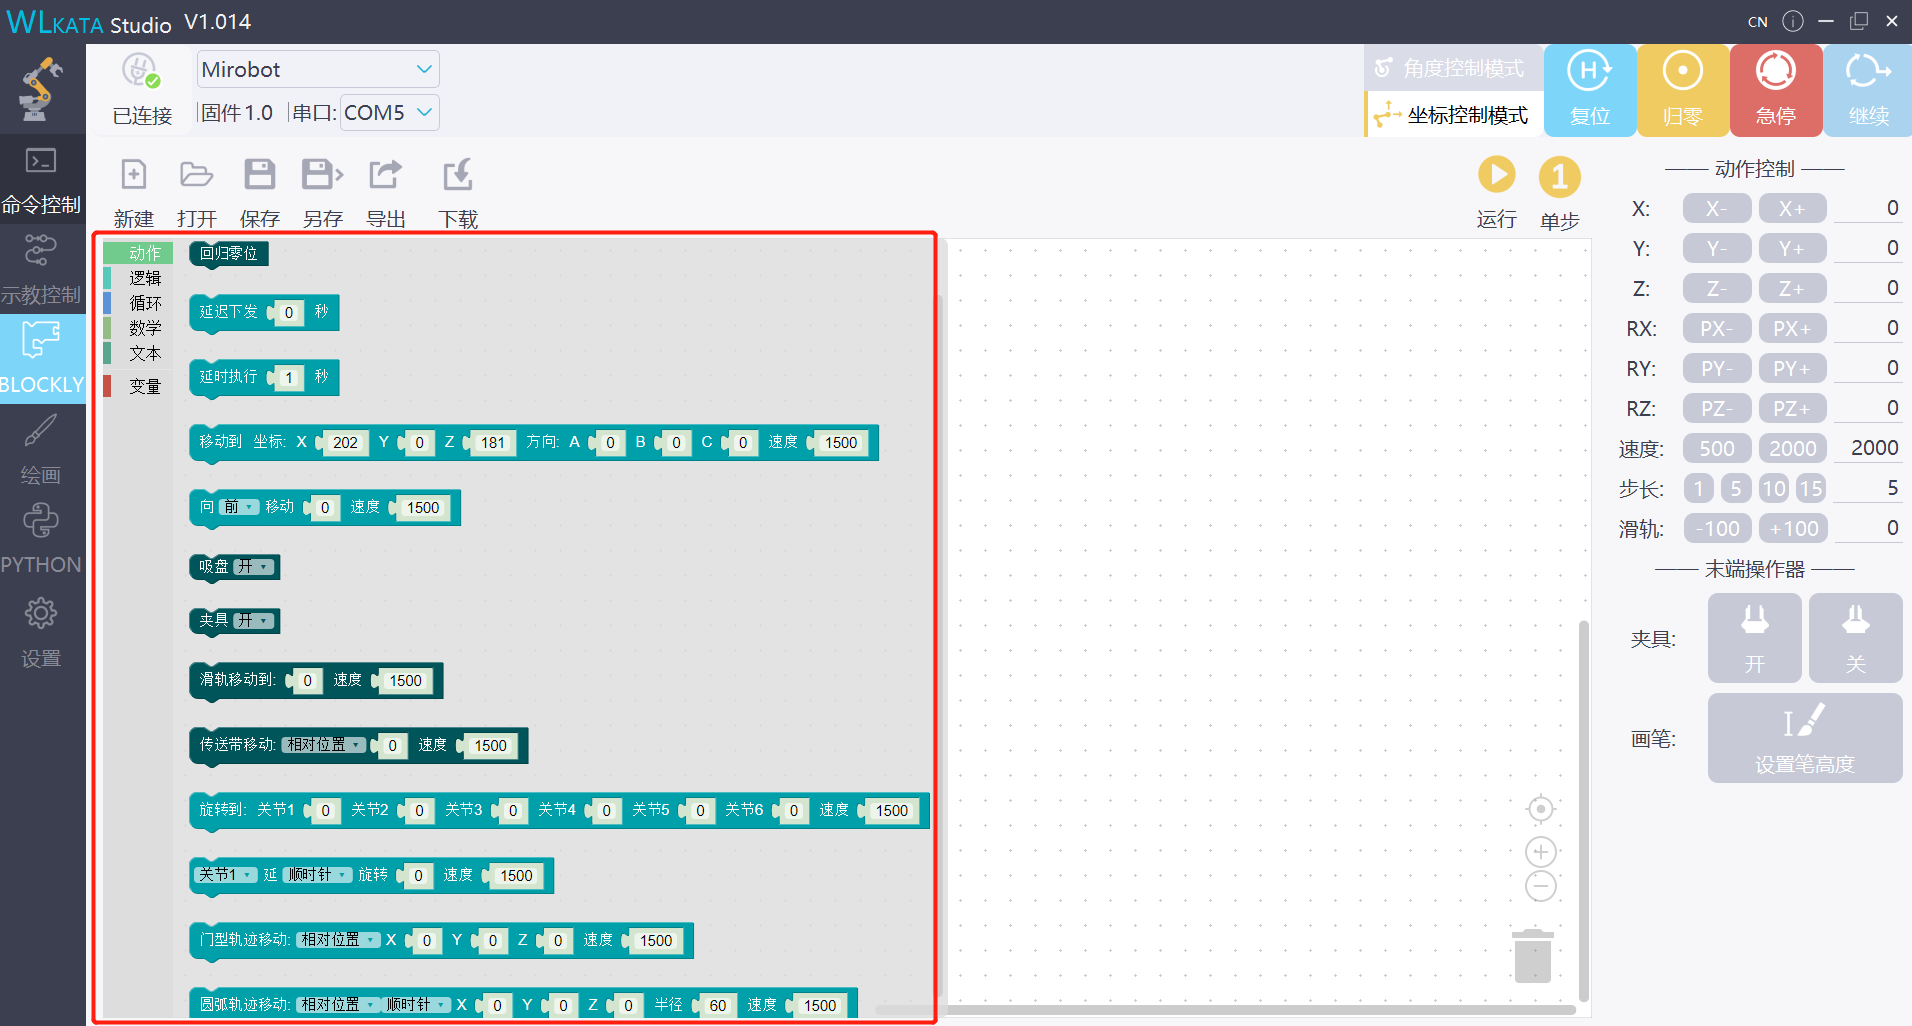 WLKATA Studio V1.014
CN
已连接
Mirobot
固件 1.0 串口: COM5
角度控制模式
坐标控制模式
H
复位
归零
急停
继续
命令控制
示教控制
BLOCKLY
绘画
PYTHON
设置
新建 打开 保存 另存 导出 下载
1
运行 单步
动作
逻辑
循环
数学
文本
变量
回归零位
延迟下发 0 秒
延时执行 1 秒
移动到 坐标: X 202 Y 0 Z 181 方向: A 0 B 0 C 0 速度 1500
向 前 移动 0 速度 1500
吸盘 开
夹具 开
滑轨移动到: 0 速度 1500
传送带移动: 相对位置 0 速度 1500
旋转到: 关节1 0 关节2 0 关节3 0 关节4 0 关节5 0 关节6 0 速度 1500
关节1 延 顺时针 旋转 0 速度 1500
门型轨迹移动: 相对位置 X 0 Y 0 Z 0 速度 1500
圆弧轨迹移动: 相对位置 顺时针 X 0 Y 0 Z 0 半径 60 速度 1500
动作控制
X: X- X+ 0
Y: Y- Y+ 0
Z: Z- Z+ 0
RX: PX- PX+ 0
RY: PY- PY+ 0
RZ: PZ- PZ+ 0
速度: 500 2000 2000
步长: 1 5 10 15 5
滑轨: -100 +100 0
末端操作器
夹具: 开 关
画笔: 设置笔高度